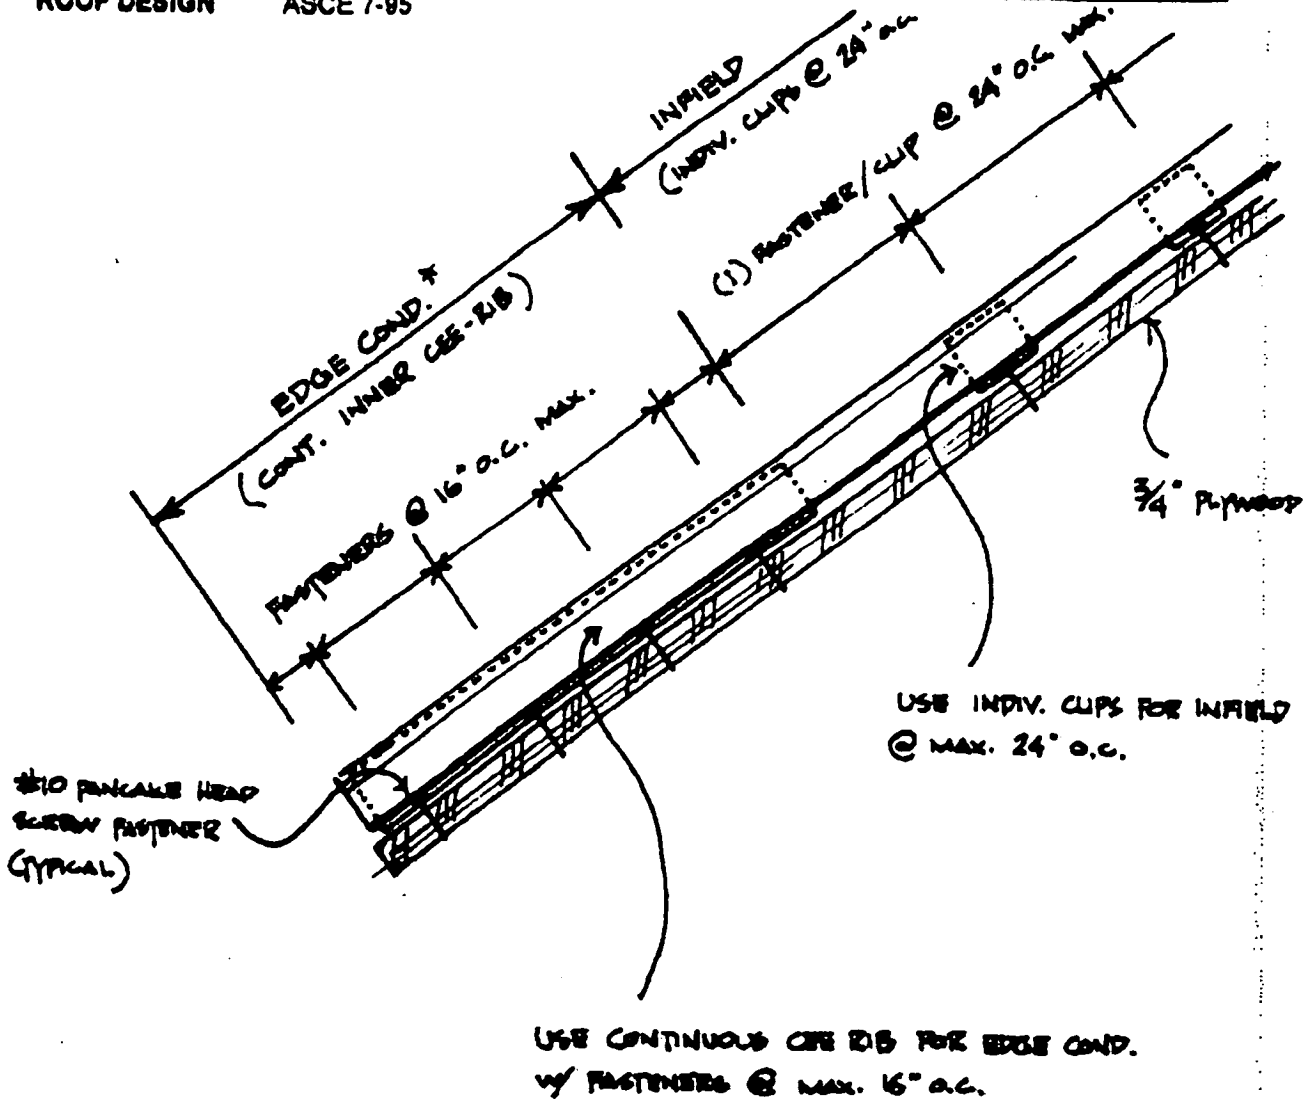 ROOF DESIGN ASCE 7-95
INFIELD
(INDIV. CLIPS @ 24" O.C.
(1) FASTENER/CLIP @ 24" O.C. MAX.
EDGE COND.*
(CONT. INNER CEE-RIB)
FASTENERS @ 16" O.C. MAX.
3/4" PLYWOOD
USE INDIV. CLIPS FOR INFIELD
@ MAX. 24" O.C.
#10 PANCAKE HEAD
SCREW FASTENER
(TYPICAL)
USE CONTINUOUS CEE RIB FOR EDGE COND.
W/ FASTENERS @ MAX. 16" O.C.